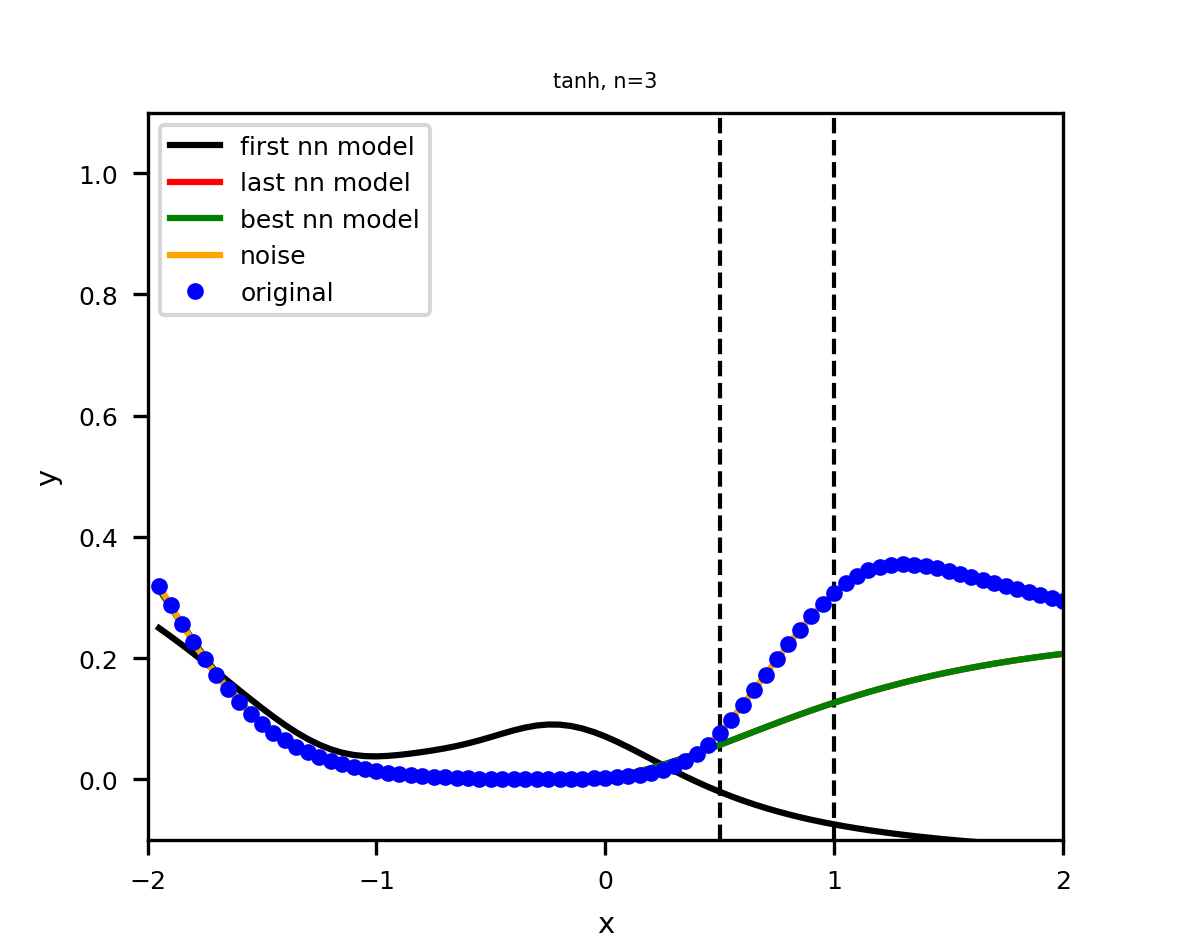 tanh, n=3
first nn model
last nn model
best nn model
noise
original
1.0
0.8
0.6
0.4
0.2
0.0
y
−2
−1
0
1
2
x